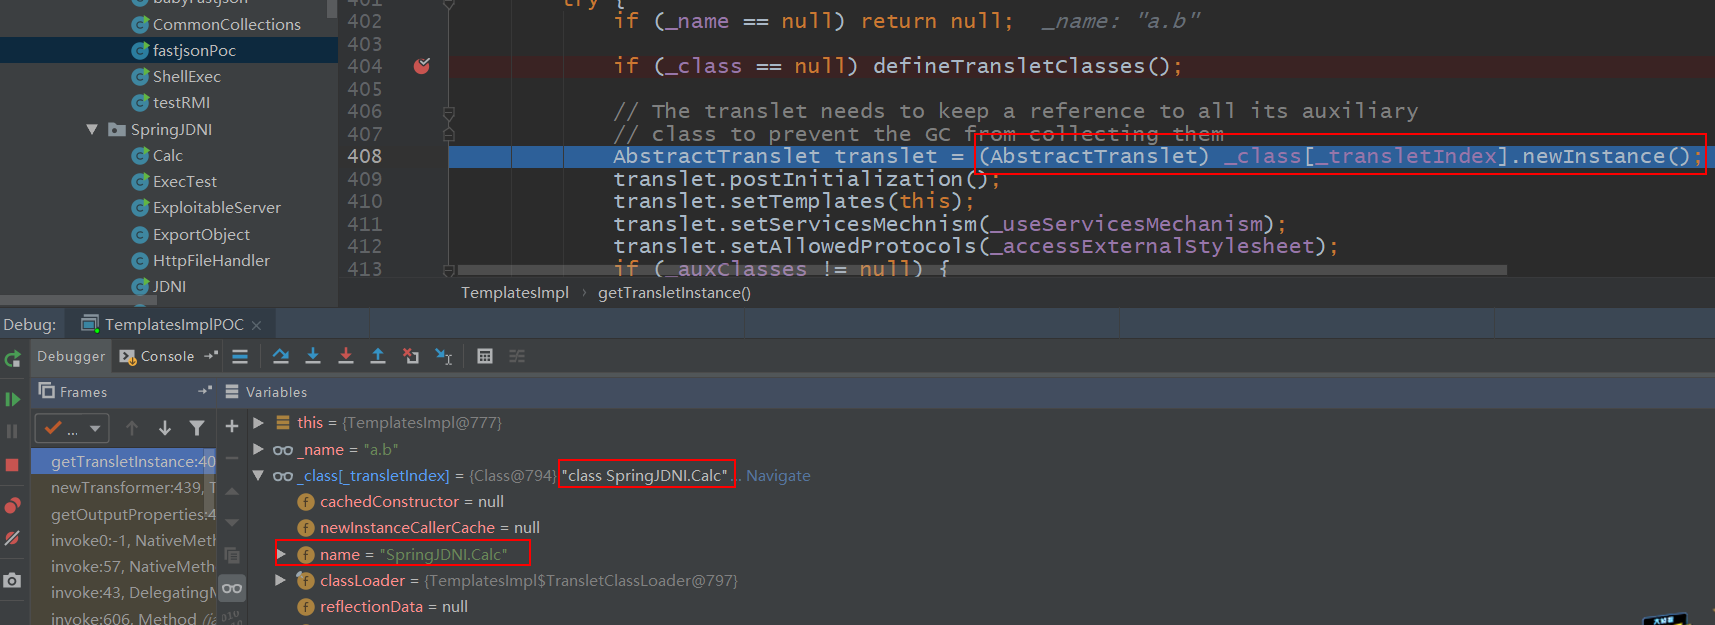 babyFastjson
CommonCollections
fastjsonPoc
ShellExec
testRMI
SpringJDNI
Calc
ExecTest
ExploitableServer
ExportObject
HttpFileHandler
JDNI
401 try {
402 if (_name == null) return null; _name: "a.b"
403
404 if (_class == null) defineTransletClasses();
405
406 // The translet needs to keep a reference to all its auxiliary
407 // class to prevent the GC from collecting them
408 AbstractTranslet translet = (AbstractTranslet) _class[_transletIndex].newInstance();
409 translet.postInitialization();
410 translet.setTemplates(this);
411 translet.setServicesMechnism(_useServicesMechanism);
412 translet.setAllowedProtocols(_accessExternalStylesheet);
413 if (_auxClasses != null) {
TemplatesImpl › getTransletInstance()
Debug: TemplatesImplPOC
Debugger Console
Frames
Variables
...
getTransletInstance:40
newTransformer:439, T
getOutputProperties:4
invoke0:-1, NativeMeth
invoke:57, NativeMeth
invoke:43, DelegatingM
invoke:606, Method (ja
this = {TemplatesImpl@777}
_name = "a.b"
_class[_transletIndex] = {Class@794} "class SpringJDNI.Calc"... Navigate
cachedConstructor = null
newInstanceCallerCache = null
name = "SpringJDNI.Calc"
classLoader = {TemplatesImpl$TransletClassLoader@797}
reflectionData = null